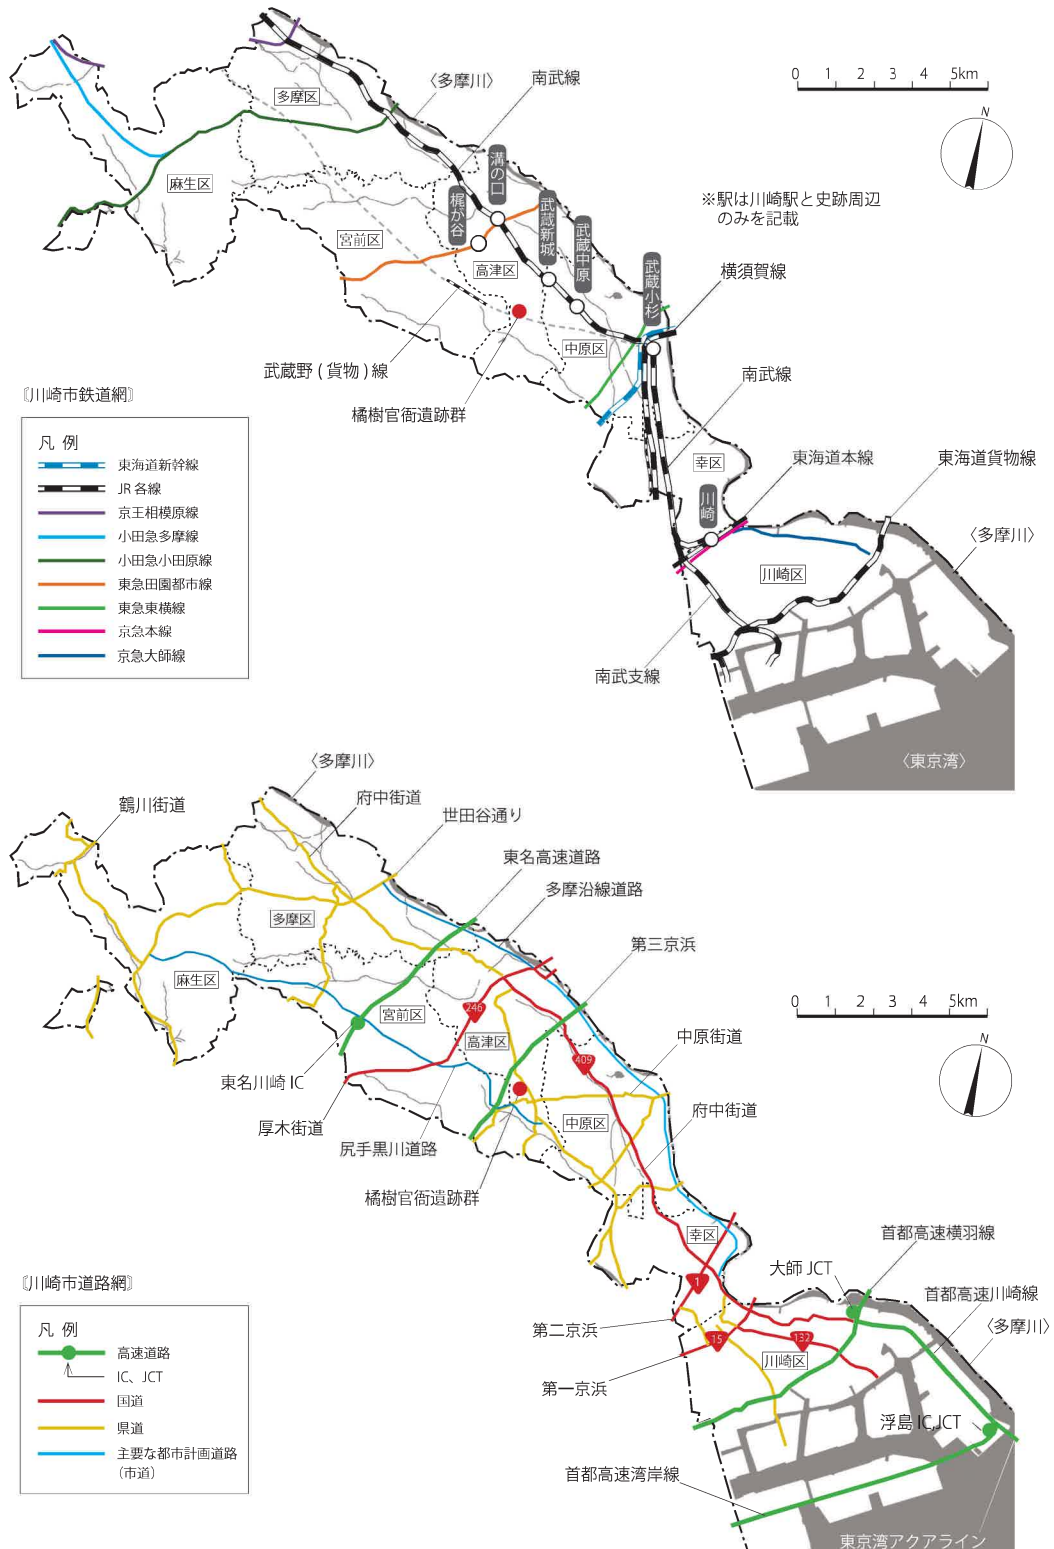 〈多摩川〉
南武線
多摩区
0 1 2 3 4 5km
N
溝の口
麻生区
梶が谷
武蔵新城
※駅は川崎駅と史跡周辺
のみを記載
宮前区
武蔵中原
高津区
武蔵小杉
横須賀線
中原区
武蔵野(貨物)線
南武線
〖川崎市鉄道網〗
橘樹官衙遺跡群
凡 例
東海道新幹線
JR 各線
京王相模原線
小田急多摩線
小田急小田原線
東急田園都市線
東急東横線
京急本線
京急大師線
幸区
東海道本線
東海道貨物線
川崎
〈多摩川〉
川崎区
南武支線
〈東京湾〉
〈多摩川〉
鶴川街道
府中街道
世田谷通り
東名高速道路
多摩沿線道路
多摩区
第三京浜
麻生区
0 1 2 3 4 5km
宮前区
246
高津区
中原街道
N
409
東名川崎 IC
府中街道
厚木街道
中原区
尻手黒川道路
橘樹官衙遺跡群
幸区
首都高速横羽線
〖川崎市道路網〗
大師 JCT
1
首都高速川崎線
凡 例
高速道路
IC、JCT
国道
県道
主要な都市計画道路
(市道)
第二京浜
〈多摩川〉
15
132
川崎区
第一京浜
浮島 IC,JCT
首都高速湾岸線
東京湾アクアライン